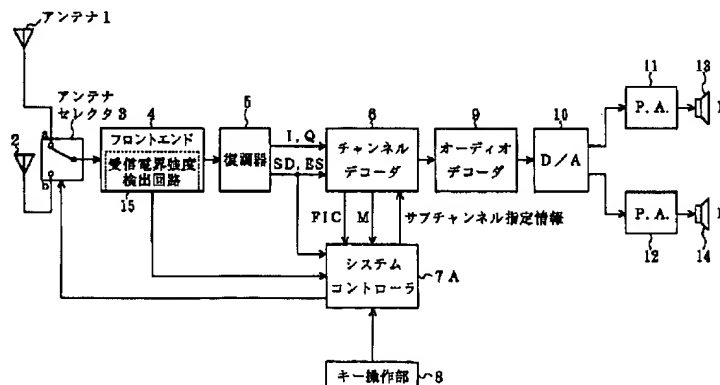 アンテナ1
アンテナ
セレクタ3
2
a
b
4
フロントエンド
受信電界強度
検出回路
15
5
復調器
I, Q
SD, ES
6
チャンネル
デコーダ
9
オーディオ
デコーダ
10
D/A
11
P. A.
13
12
P. A.
14
FIC
M
サブチャンネル指定情報
システム
コントローラ
7A
キー操作部
8